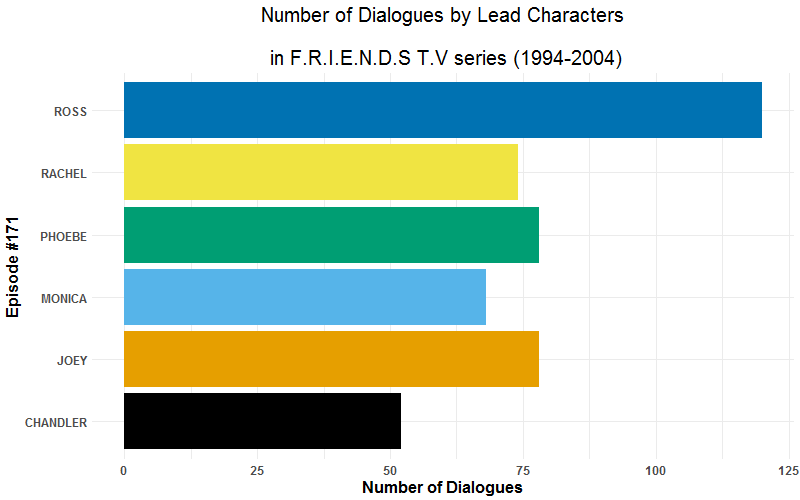 Number of Dialogues by Lead Characters
in F.R.I.E.N.D.S T.V series (1994-2004)
Episode #171
ROSS
RACHEL
PHOEBE
MONICA
JOEY
CHANDLER
0 25 50 75 100 125
Number of Dialogues